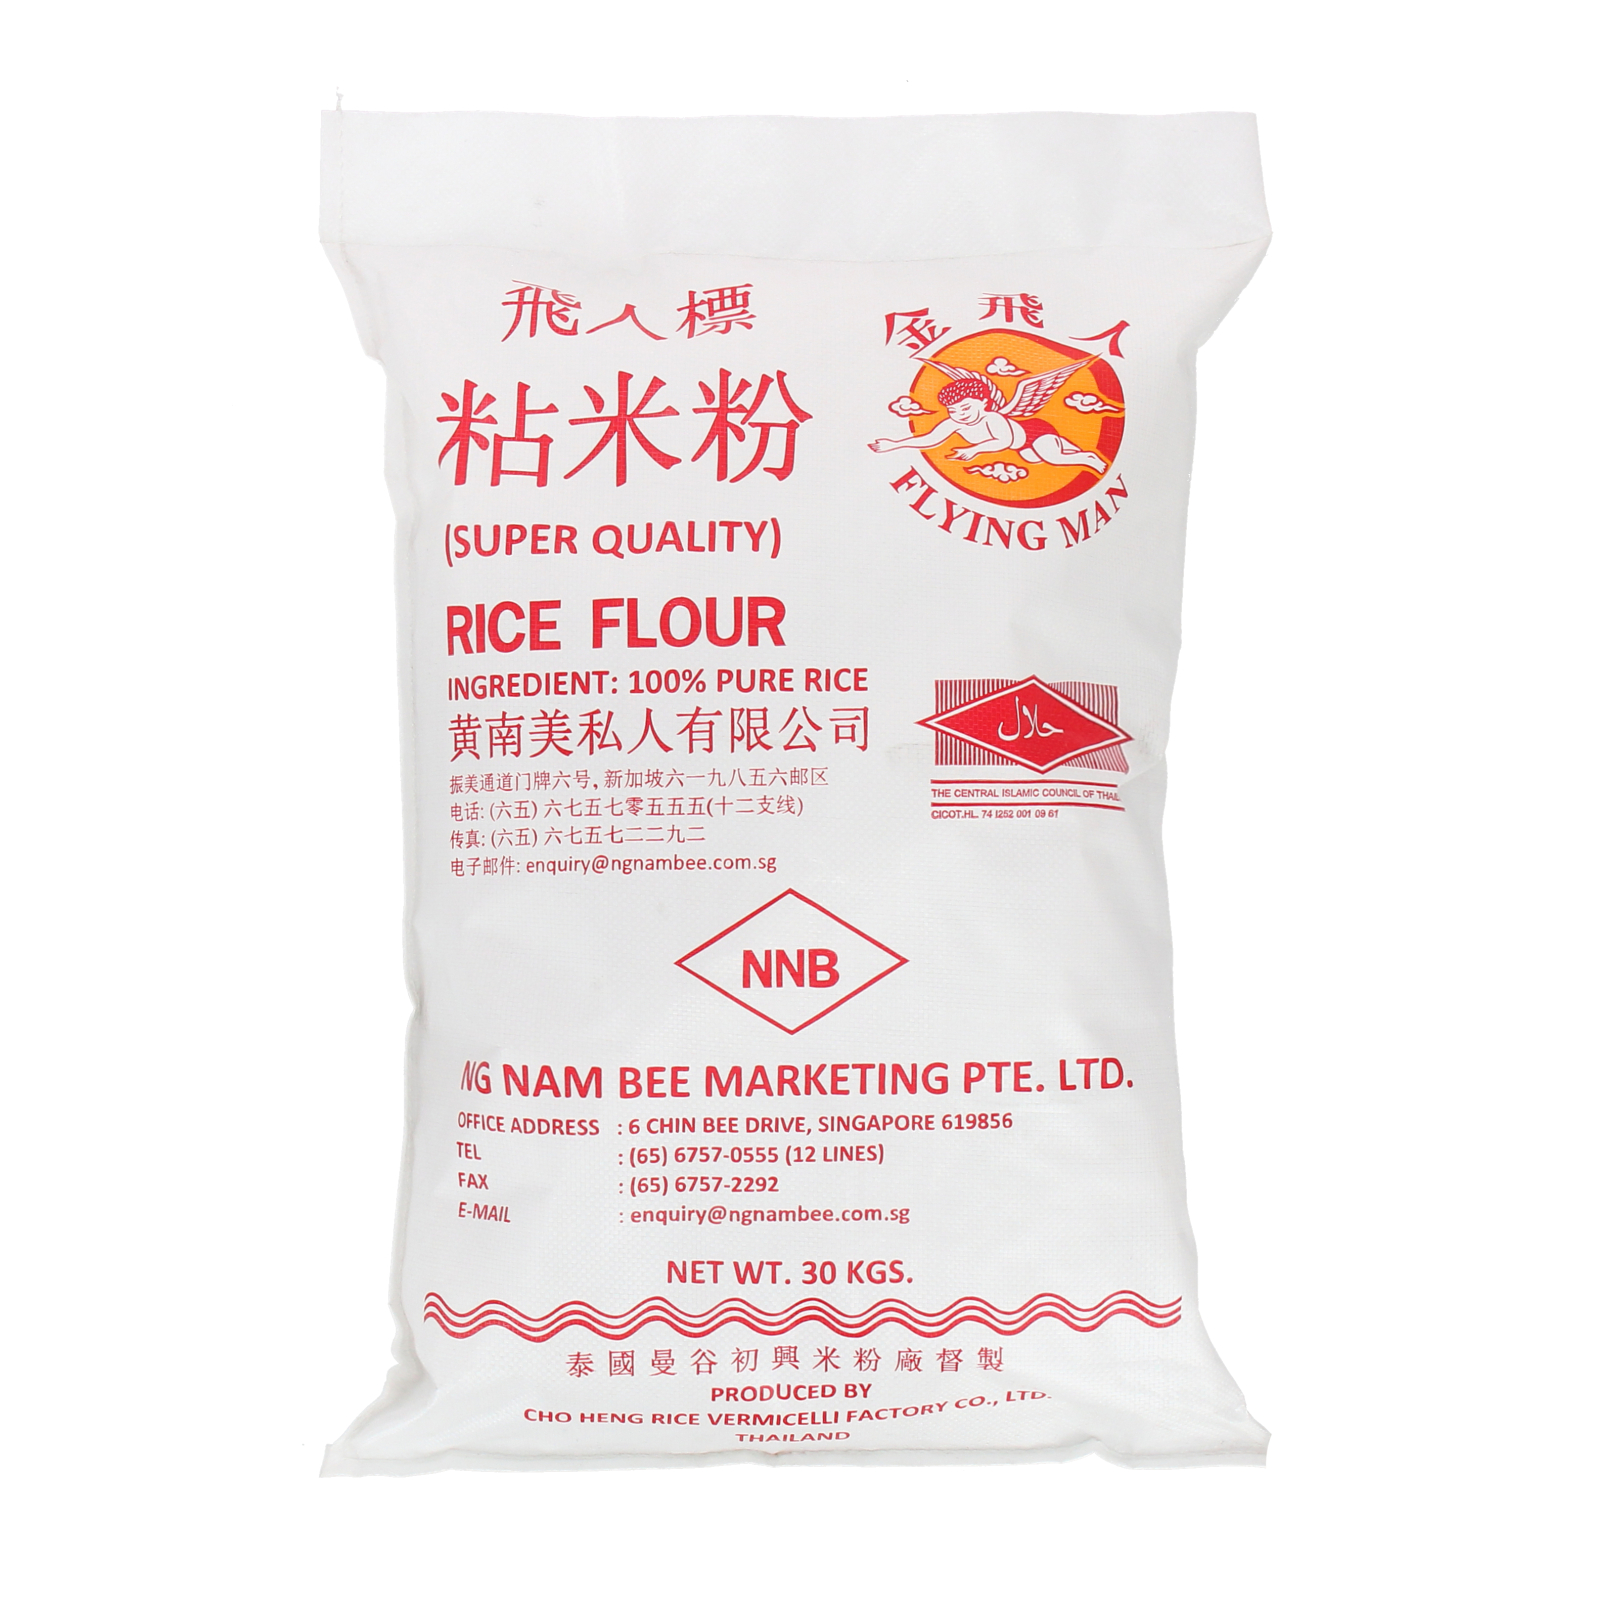 飛人標
金飛人
FLYING MAN
粘米粉
(SUPER QUALITY)
RICE FLOUR
INGREDIENT: 100% PURE RICE
黄南美私人有限公司
振美通道门牌六号, 新加坡六一九八五六邮区
电话: (六五) 六七五七零五五五(十二支线)
传真: (六五) 六七五七二二九二
电子邮件: enquiry@ngnambee.com.sg
حلال
THE CENTRAL ISLAMIC COUNCIL OF
CICOT.HL. 74 I252 001 09 61
NNB
NG NAM BEE MARKETING PTE. LTD.
OFFICE ADDRESS : 6 CHIN BEE DRIVE, SINGAPORE 619856
TEL : (65) 6757-0555 (12 LINES)
FAX : (65) 6757-2292
E-MAIL : enquiry@ngnambee.com.sg
NET WT. 30 KGS.
泰國曼谷初興米粉廠督製
PRODUCED BY
CHO HENG RICE VERMICELLI FACTORY CO., LTD.
THAILAND